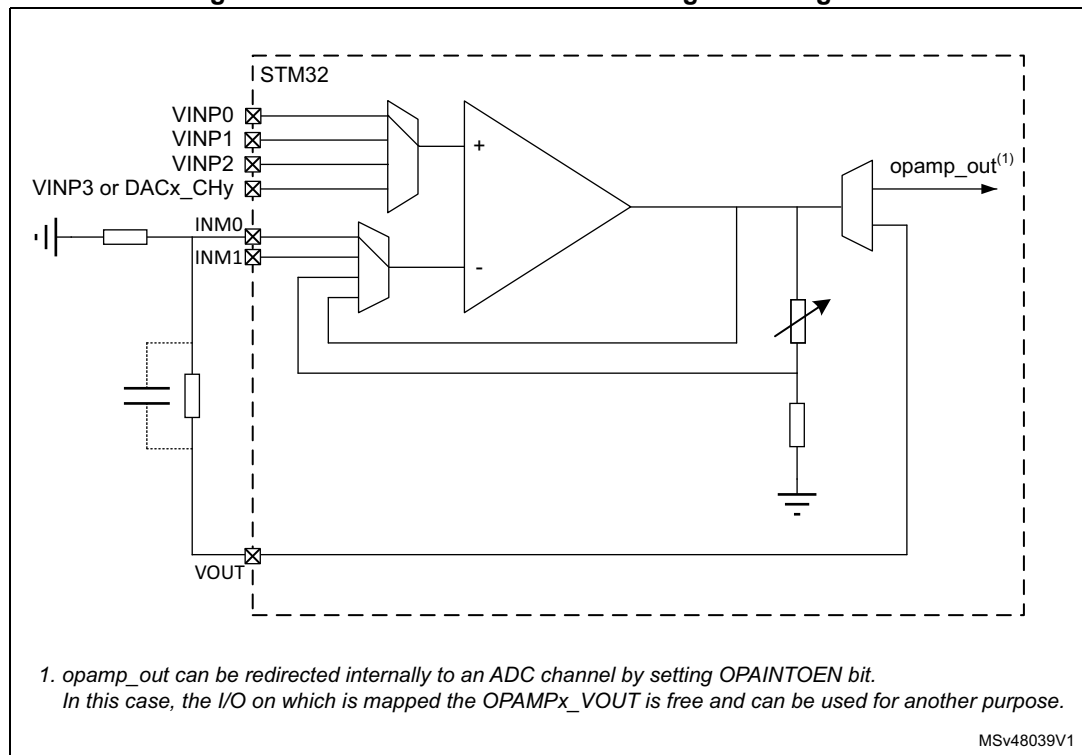 STM32
VINP0
VINP1
VINP2
VINP3 or DACx_CHy
INM0
INM1
+
-
opamp_out(1)
VOUT
1. opamp_out can be redirected internally to an ADC channel by setting OPAINTOEN bit.
In this case, the I/O on which is mapped the OPAMPx_VOUT is free and can be used for another purpose.
MSv48039V1